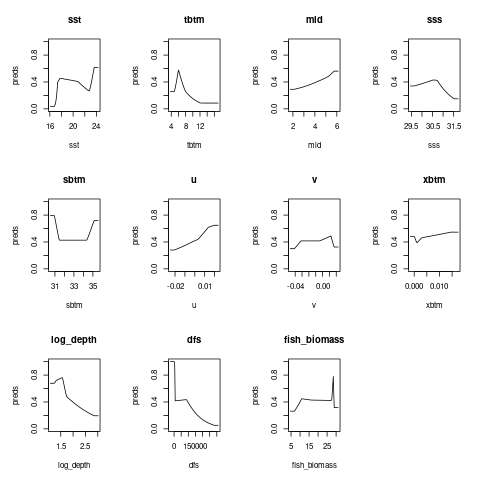 sst
preds
0.0 0.4 0.8
16 20 24
sst
tbtm
preds
0.0 0.4 0.8
4 6 8 12
tbtm
mld
preds
0.0 0.4 0.8
2 3 4 5 6
mld
sss
preds
0.0 0.4 0.8
29.5 30.5 31.5
sss
sbtm
preds
0.0 0.4 0.8
31 33 35
sbtm
u
preds
0.0 0.4 0.8
-0.02 0.01
u
v
preds
0.0 0.4 0.8
-0.04 0.00
v
xbtm
preds
0.0 0.4 0.8
0.000 0.010
xbtm
log_depth
preds
0.0 0.4 0.8
1.5 2.5
log_depth
dfs
preds
0.0 0.4 0.8
0 150000
dfs
fish_biomass
preds
0.0 0.4 0.8
5 15 25
fish_biomass